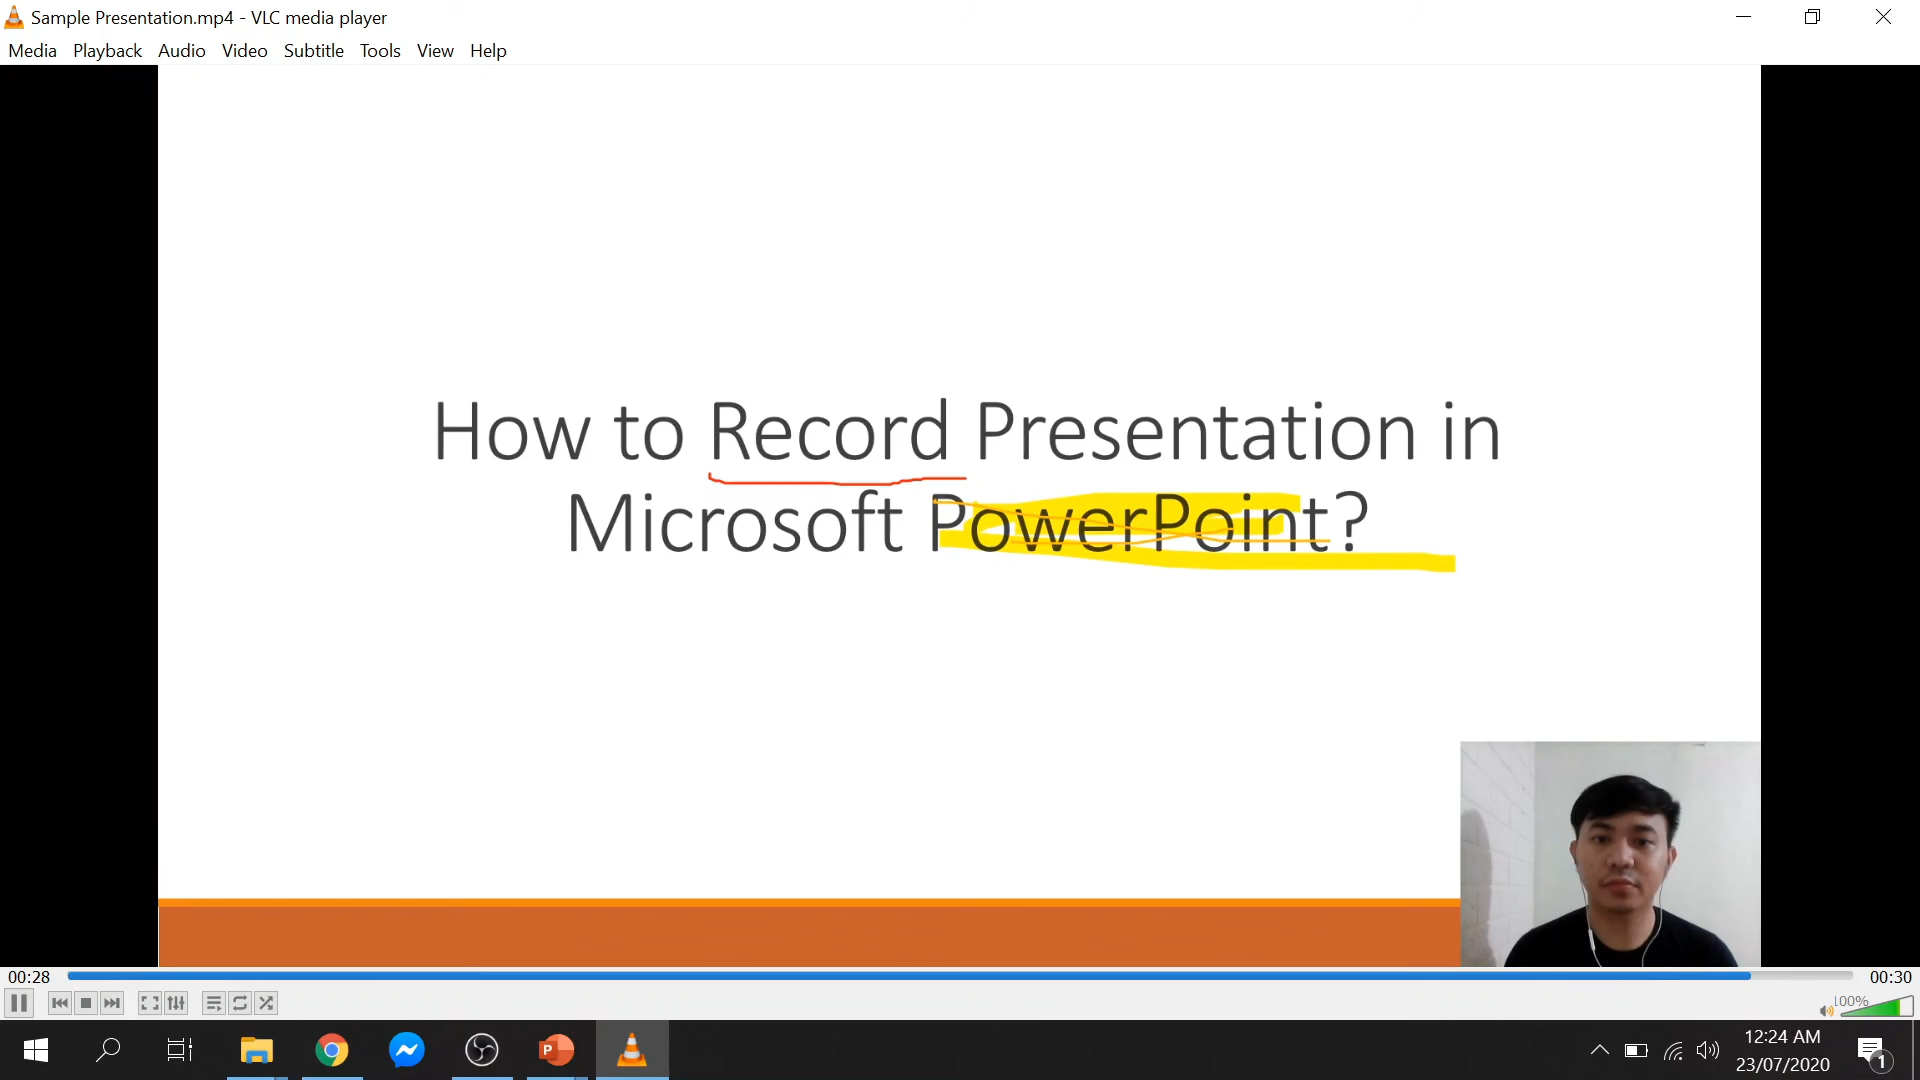 Sample Presentation.mp4 - VLC media player
Media Playback Audio Video Subtitle Tools View Help
How to Record Presentation in
Microsoft PowerPoint?
00:28 00:30
100%
P
12:24 AM
23/07/2020
1